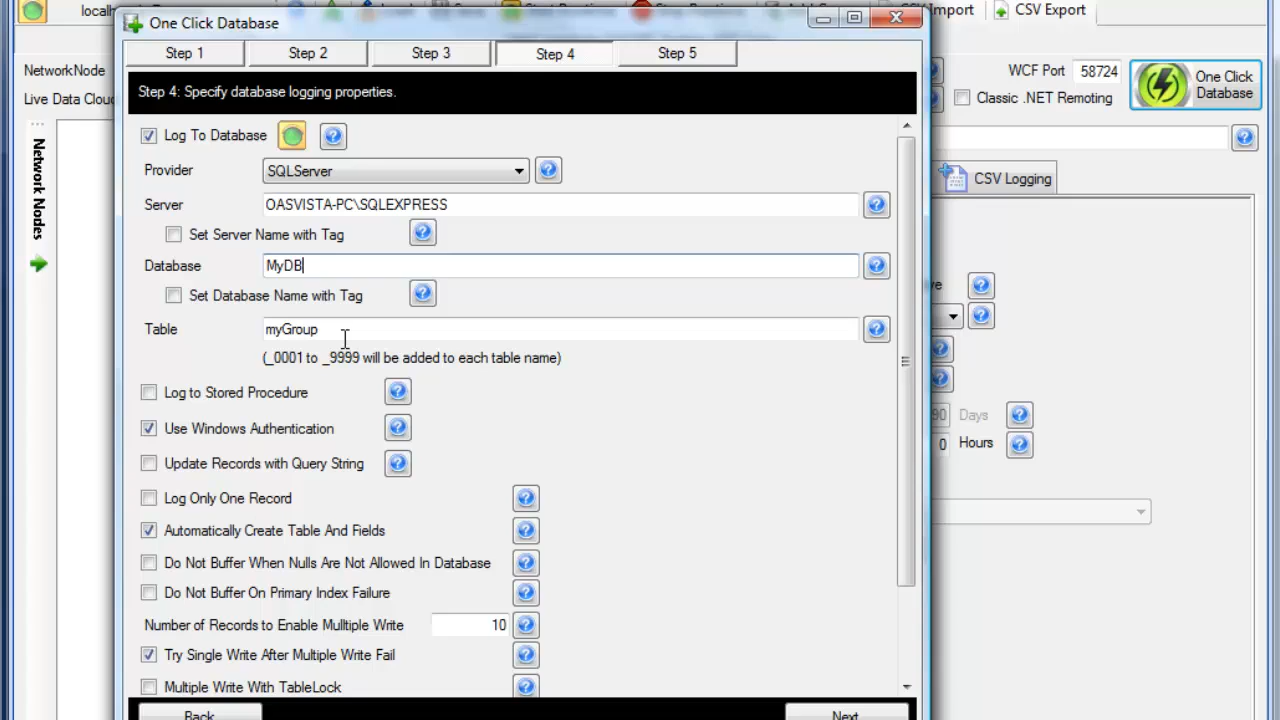 localh
CSV Import
CSV Export
One Click Database
Step 1
Step 2
Step 3
Step 4
Step 5
NetworkNode
Live Data Clou
WCF Port
58724
Classic .NET Remoting
One Click
Database
Step 4: Specify database logging properties.
Network Nodes
Log To Database
Provider
SQLServer
CSV Logging
Server
OASVISTA-PC\SQLEXPRESS
Set Server Name with Tag
Database
MyDB
Set Database Name with Tag
Table
myGroup
(_0001 to _9999 will be added to each table name)
Log to Stored Procedure
Use Windows Authentication
90
Days
0
Hours
Update Records with Query String
Log Only One Record
Automatically Create Table And Fields
Do Not Buffer When Nulls Are Not Allowed In Database
Do Not Buffer On Primary Index Failure
Number of Records to Enable Multiple Write
10
Try Single Write After Multiple Write Fail
Multiple Write With TableLock
Back
Next